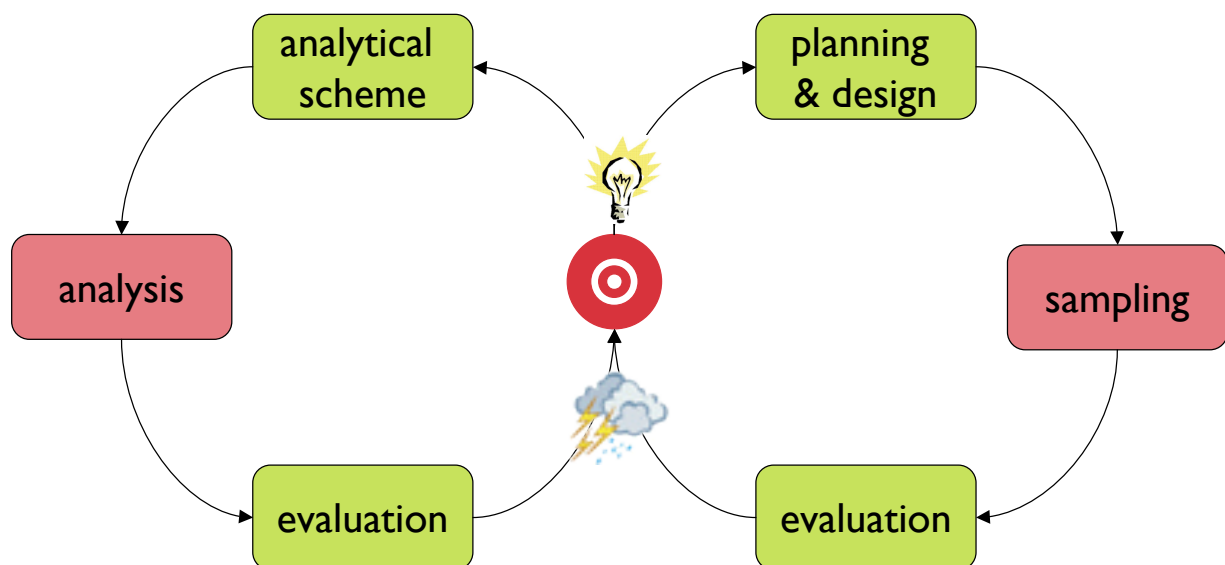 analytical
scheme
planning
& design
analysis
sampling
evaluation
evaluation